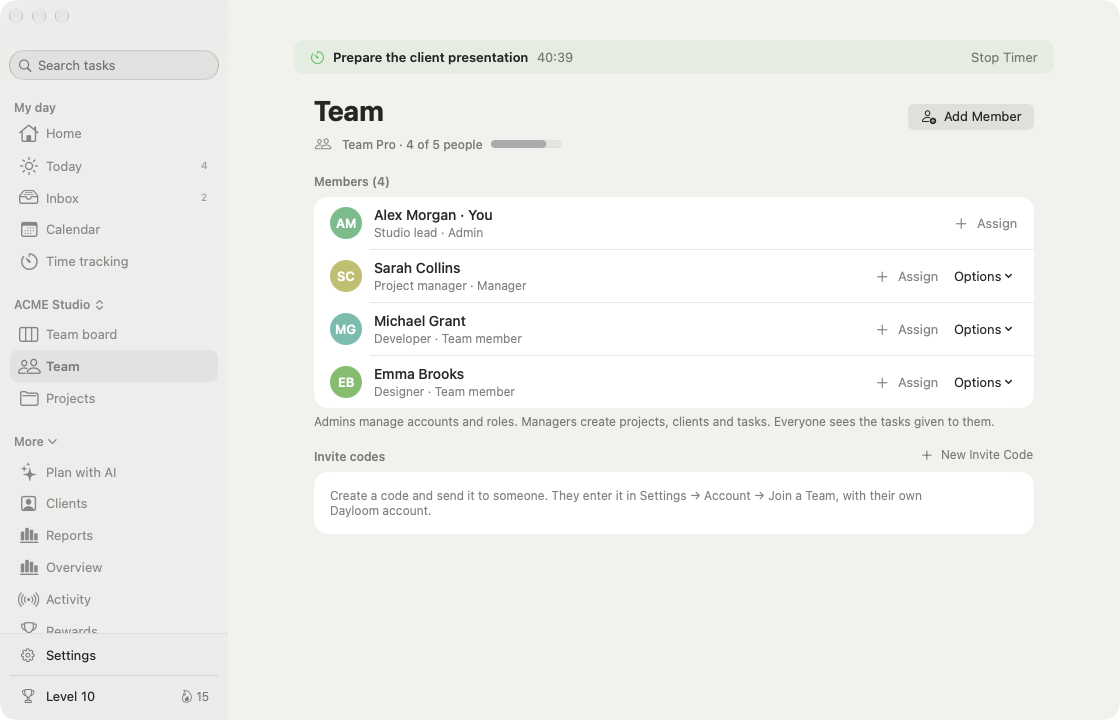 Search tasks
My day
Home
Today 4
Inbox 2
Calendar
Time tracking
ACME Studio
Team board
Team
Projects
More
Plan with AI
Clients
Reports
Overview
Activity
Rewards
Settings
Level 10 15
Prepare the client presentation 40:39 Stop Timer
Team
Add Member
Team Pro · 4 of 5 people
Members (4)
AM Alex Morgan · You
Studio lead · Admin
Assign
SC Sarah Collins
Project manager · Manager
Assign Options
MG Michael Grant
Developer · Team member
Assign Options
EB Emma Brooks
Designer · Team member
Assign Options
Admins manage accounts and roles. Managers create projects, clients and tasks. Everyone sees the tasks given to them.
Invite codes
New Invite Code
Create a code and send it to someone. They enter it in Settings → Account → Join a Team, with their own
Dayloom account.